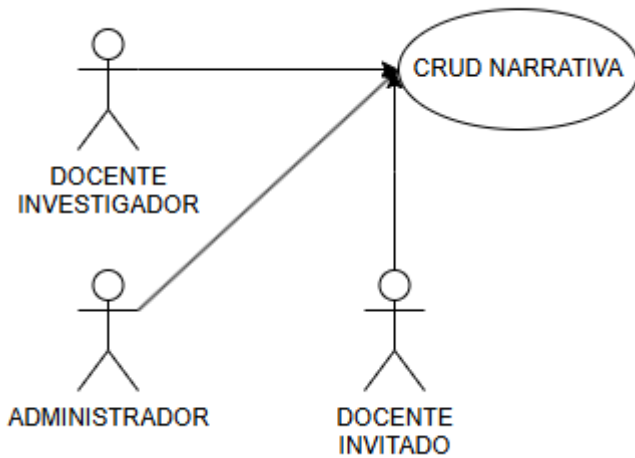 CRUD NARRATIVA
DOCENTE
INVESTIGADOR
ADMINISTRADOR
DOCENTE
INVITADO